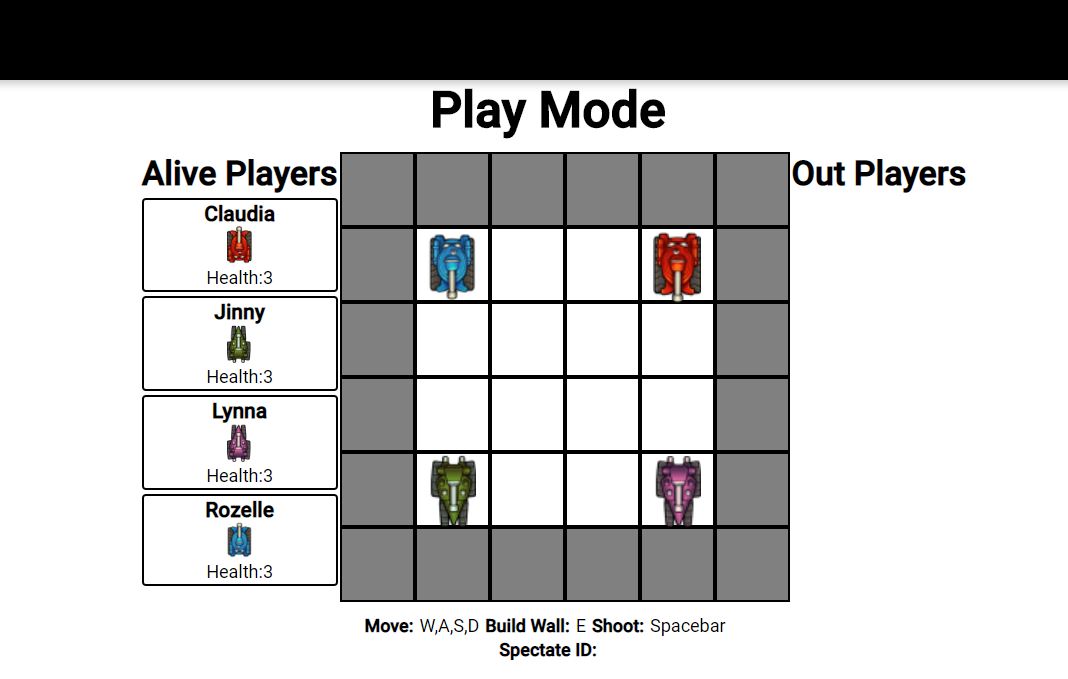 Play Mode
Alive Players
Claudia
Health:3
Jinny
Health:3
Lynna
Health:3
Rozelle
Health:3
Out Players
Move: W,A,S,D Build Wall: E Shoot: Spacebar
Spectate ID: